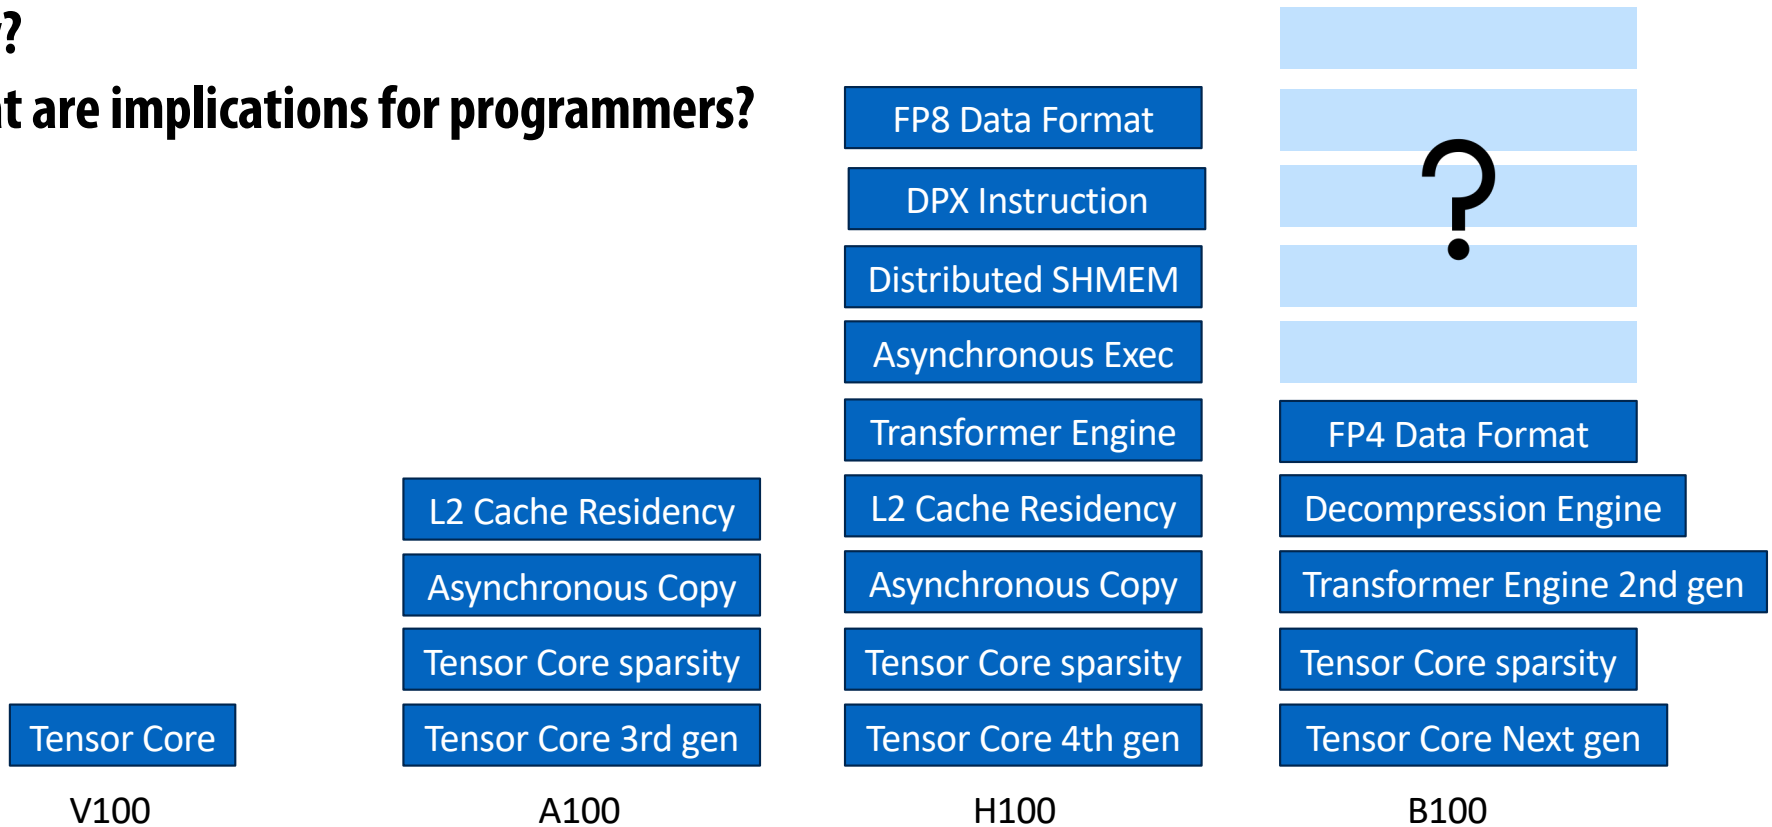 ?
at are implications for programmers?
FP8 Data Format
DPX Instruction
Distributed SHMEM
Asynchronous Exec
Transformer Engine
L2 Cache Residency
Asynchronous Copy
Tensor Core sparsity
Tensor Core 4th gen
H100
?
FP4 Data Format
Decompression Engine
Transformer Engine 2nd gen
Tensor Core sparsity
Tensor Core Next gen
B100
L2 Cache Residency
Asynchronous Copy
Tensor Core sparsity
Tensor Core 3rd gen
A100
Tensor Core
V100